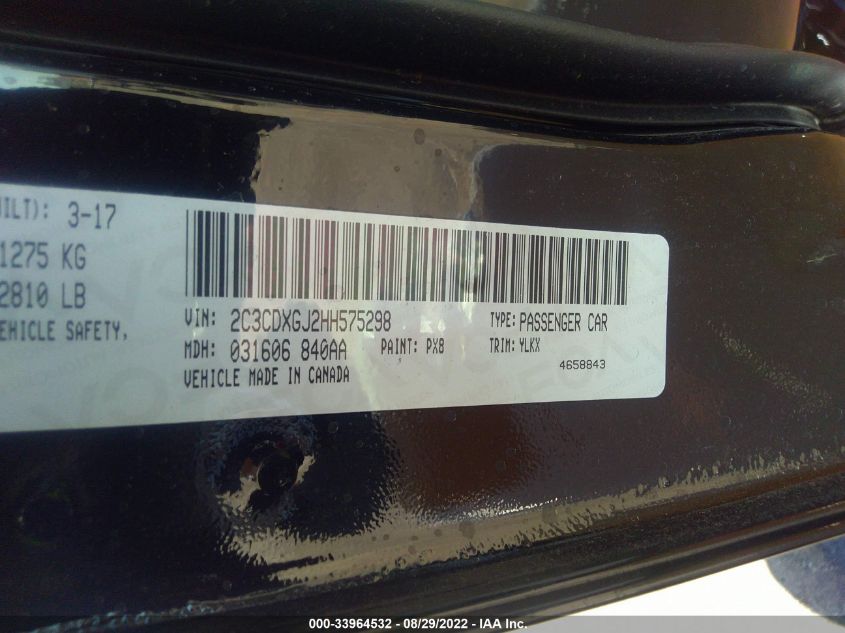 UILT): 3-17
1275 KG
2810 LB
EHICLE SAFETY,
VIN: 2C3CDXGJ2HH575298 TYPE: PASSENGER CAR
MDH: 031606 840AA PAINT: PX8 TRIM: YLKX
VEHICLE MADE IN CANADA 4658843
000-33964532 - 08/29/2022 - IAA Inc.